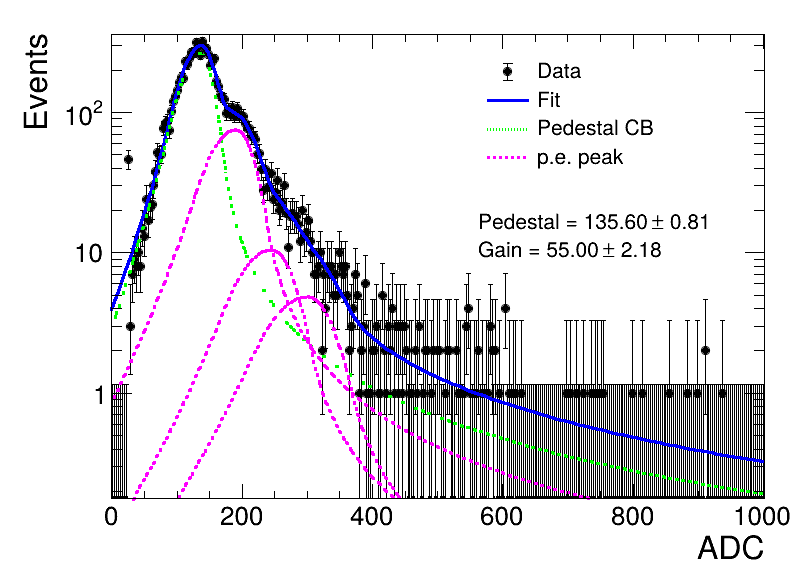 Events
10²
10
1
Data
Fit
Pedestal CB
p.e. peak
Pedestal = 135.60 ± 0.81
Gain = 55.00 ± 2.18
0 200 400 600 800 1000
ADC